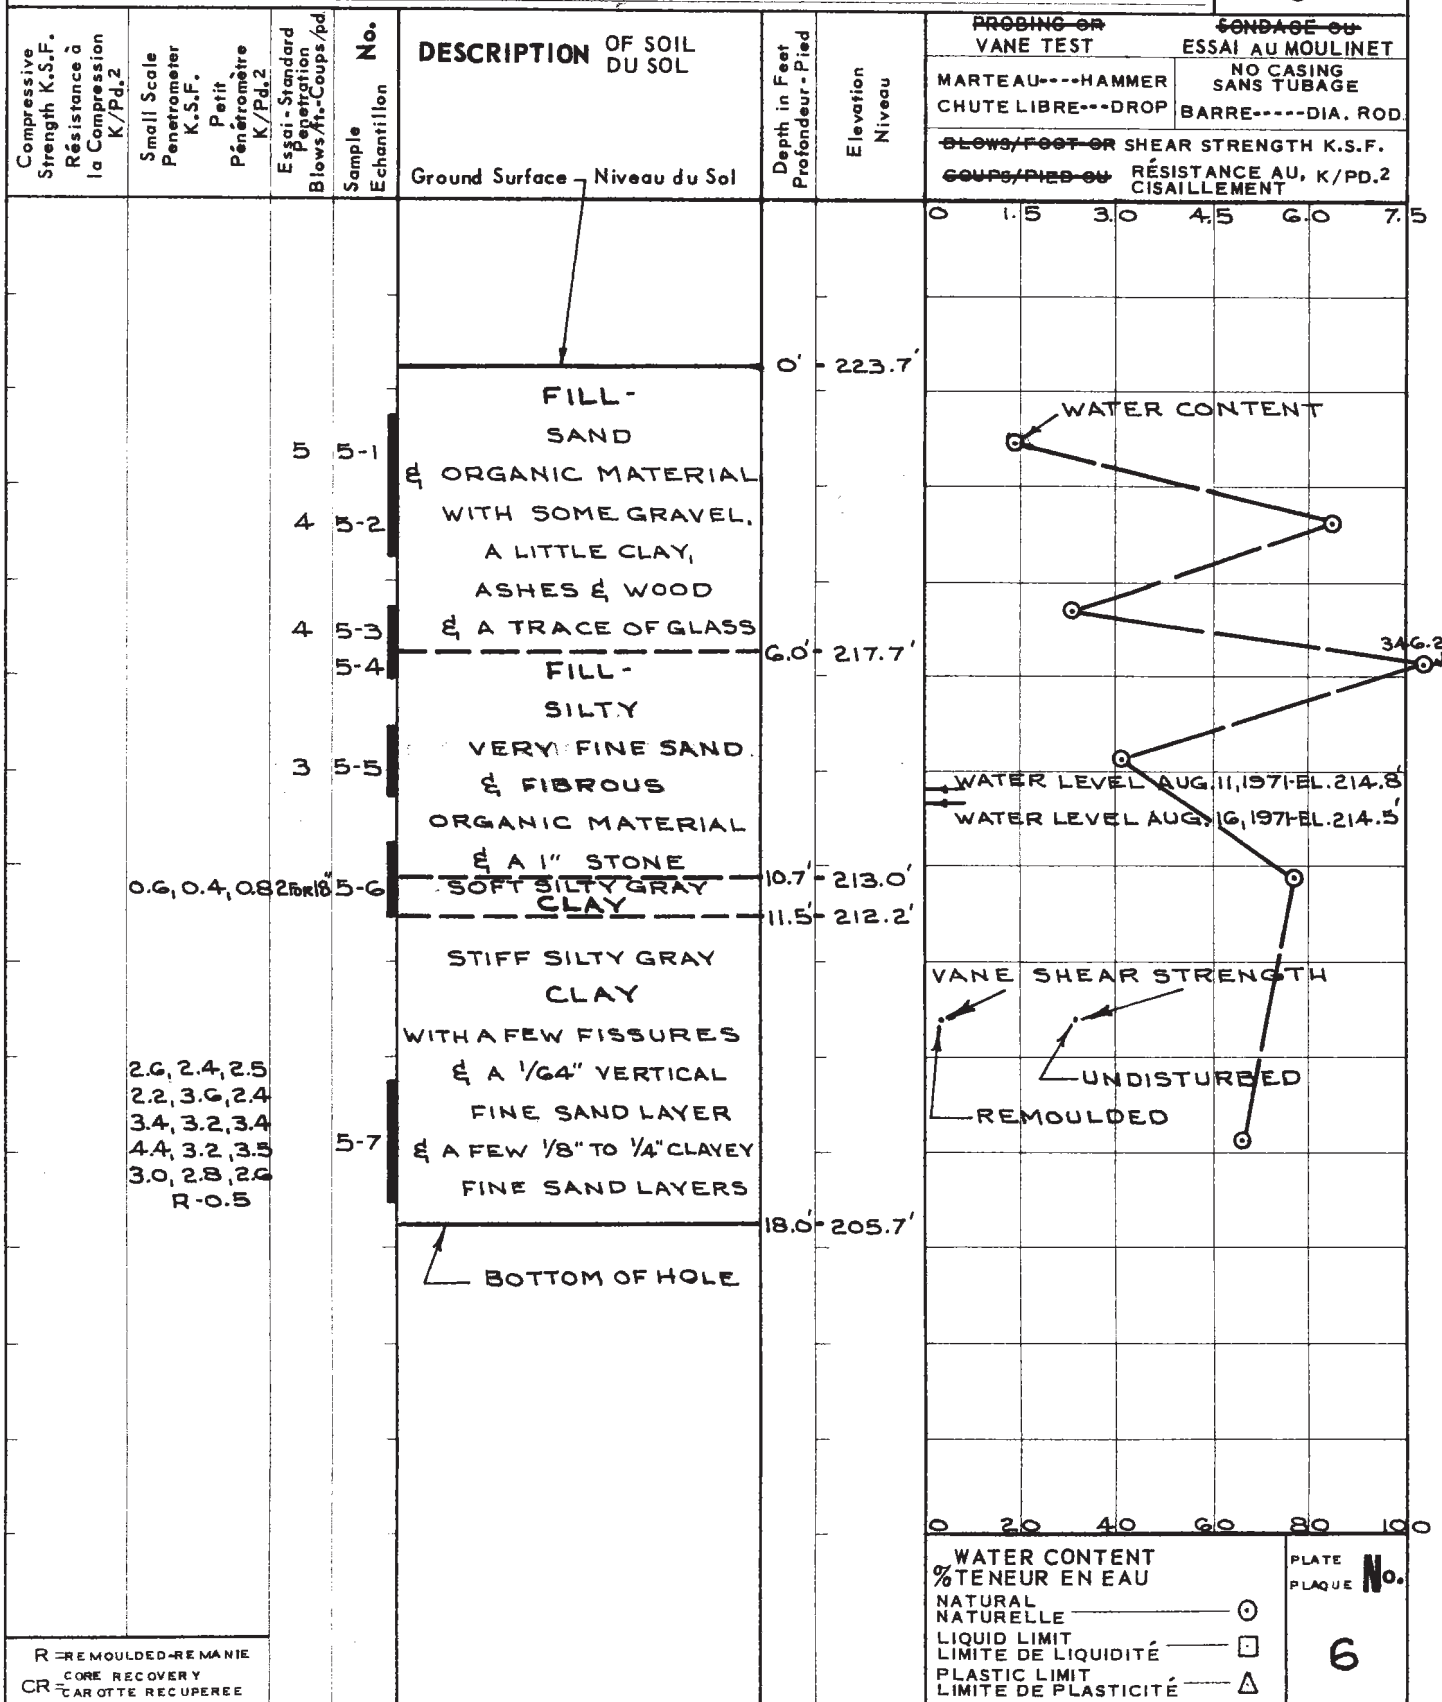 Compressive
Strength K.S.F.
Résistance à
la Compression
K/Pd.2
Small Scale
Penetrometer
K.S.F.
Petit
Pénétromètre
K/Pd.2
Essai-Standard
Penetration
Blows/ft.-Coups/pd.
Sample No.
Echantillon
DESCRIPTION OF SOIL
DU SOL
Ground Surface Niveau du Sol
Depth in Feet
Profondeur-Pied
Elevation
Niveau
PROBING OR
VANE TEST
SONDAGE OU
ESSAI AU MOULINET
MARTEAU----HAMMER
CHUTE LIBRE---DROP
NO CASING
SANS TUBAGE
BARRE-----DIA. ROD
BLOWS/FOOT OR SHEAR STRENGTH K.S.F.
COUPS/PIED OU RÉSISTANCE AU, K/PD.2
CISAILLEMENT
0 1.5 3.0 4.5 6.0 7.5
0' 223.7'
FILL-
SAND
& ORGANIC MATERIAL
WITH SOME GRAVEL,
A LITTLE CLAY,
ASHES & WOOD
& A TRACE OF GLASS
5 5-1
4 5-2
4 5-3
6.0' 217.7'
5-4
FILL-
SILTY
VERY FINE SAND
& FIBROUS
ORGANIC MATERIAL
& A 1" STONE
3 5-5
10.7' 213.0'
0.6, 0.4, 0.8 2 FOR 18" 5-6
SOFT SILTY GRAY
CLAY
11.5' 212.2'
STIFF SILTY GRAY
CLAY
WITH A FEW FISSURES
& A 1/64" VERTICAL
FINE SAND LAYER
& A FEW 1/8" TO 1/4" CLAYEY
FINE SAND LAYERS
2.6, 2.4, 2.5
2.2, 3.6, 2.4
3.4, 3.2, 3.4
4.4, 3.2, 3.5
3.0, 2.8, 2.6
R-0.5
5-7
18.0' 205.7'
BOTTOM OF HOLE
WATER CONTENT
346.2
WATER LEVEL AUG. 11, 1971-EL. 214.8'
WATER LEVEL AUG. 16, 1971-EL. 214.5'
VANE SHEAR STRENGTH
UNDISTURBED
REMOULDED
0 20 40 60 80 100
WATER CONTENT
% TENEUR EN EAU
NATURAL
NATURELLE
LIQUID LIMIT
LIMITE DE LIQUIDITÉ
PLASTIC LIMIT
LIMITE DE PLASTICITÉ
PLATE No.
PLAQUE
6
R = REMOULDED-REMANIE
CR = CORE RECOVERY
CAROTTE RECUPEREE